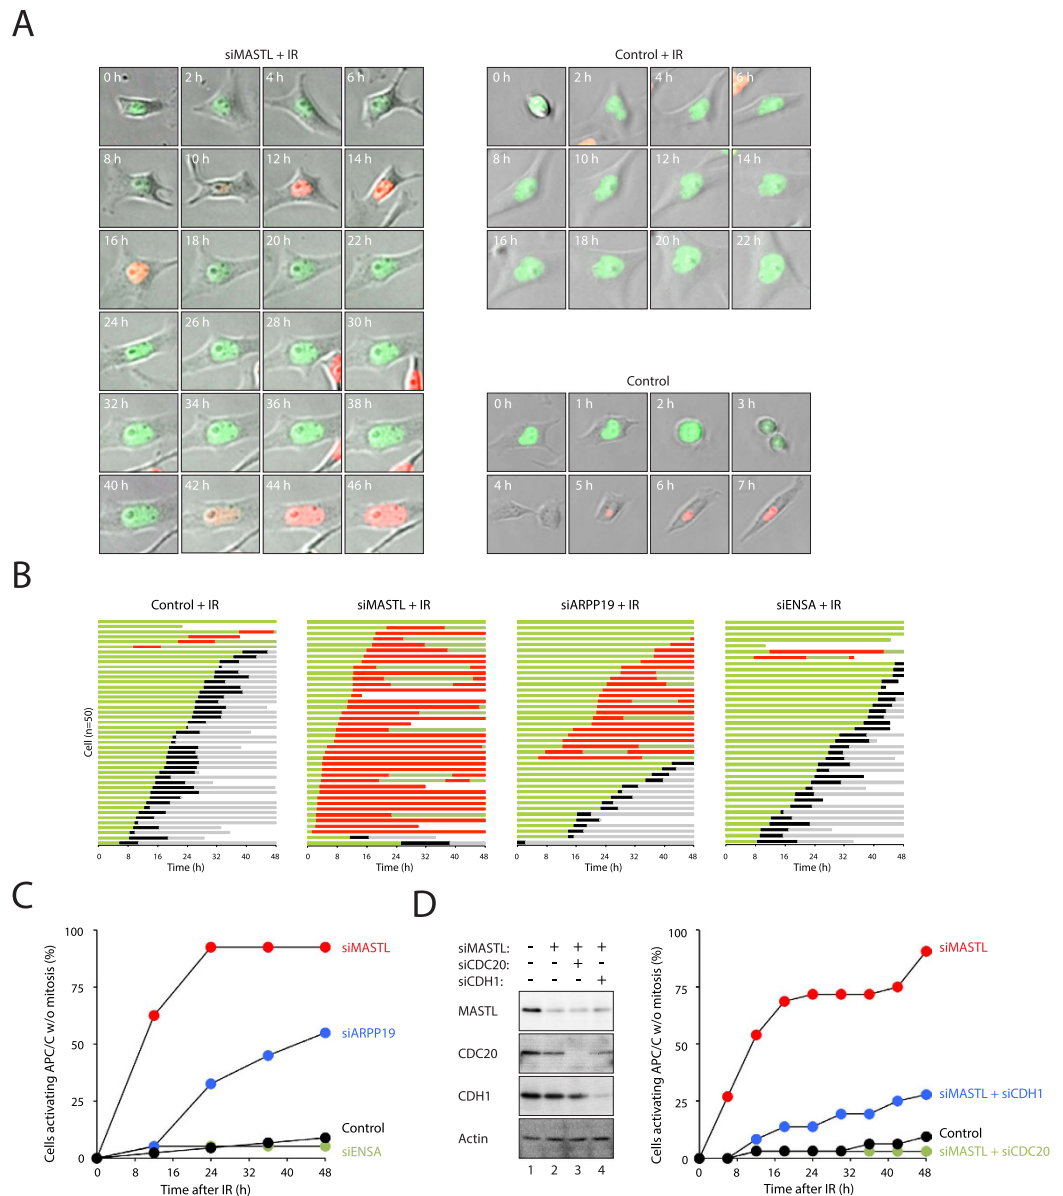 A
siMASTL + IR
0 h 2 h 4 h 6 h
8 h 10 h 12 h 14 h
16 h 18 h 20 h 22 h
24 h 26 h 28 h 30 h
32 h 34 h 36 h 38 h
40 h 42 h 44 h 46 h
Control + IR
0 h 2 h 4 h 6 h
8 h 10 h 12 h 14 h
16 h 18 h 20 h 22 h
Control
0 h 1 h 2 h 3 h
4 h 5 h 6 h 7 h
B
Control + IR siMASTL + IR siARPP19 + IR siENSA + IR
Cell (n=50)
0 8 16 24 32 40 48 0 8 16 24 32 40 48 0 8 16 24 32 40 48 0 8 16 24 32 40 48
Time (h) Time (h) Time (h) Time (h)
C
Cells activating APC/C w/o mitosis (%)
100
75
50
25
0
siMASTL
siARPP19
Control
siENSA
0 8 16 24 32 40 48
Time after IR (h)
D
siMASTL: - + + +
siCDC20: - - + -
siCDH1: - - - +
MASTL
CDC20
CDH1
Actin
1 2 3 4
Cells activating APC/C w/o mitosis (%)
100
75
50
25
0
siMASTL
siMASTL + siCDH1
Control
siMASTL + siCDC20
0 8 16 24 32 40 48
Time after IR (h)